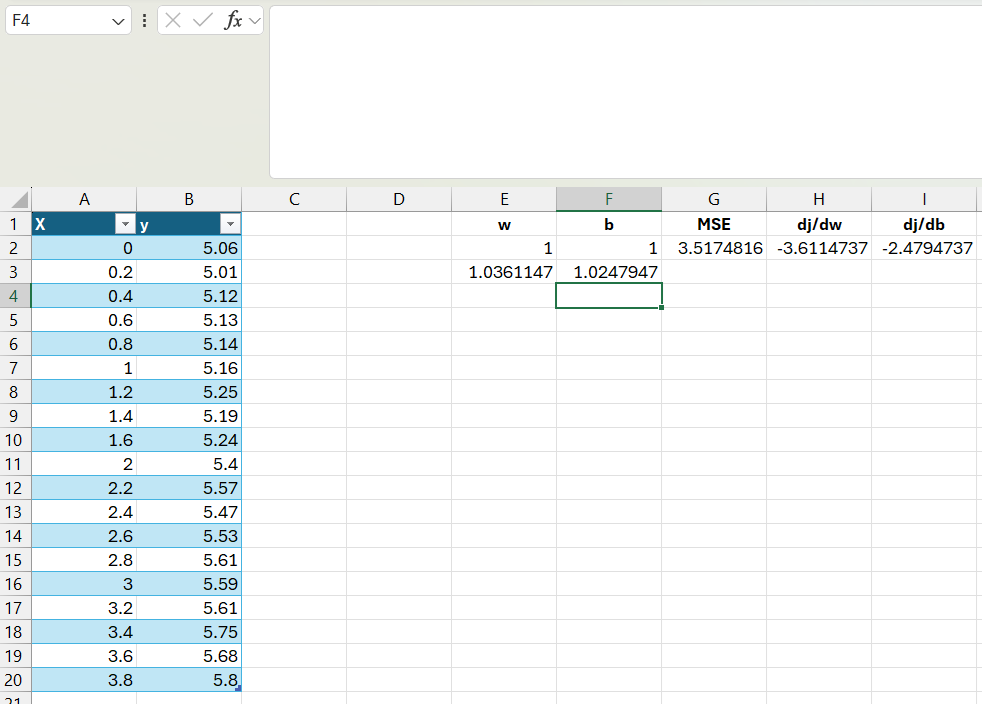 F4 fx
A B C D E F G H I
1 X y w b MSE dj/dw dj/db
2 0 5.06 1 1 3.5174816 -3.6114737 -2.4794737
3 0.2 5.01 1.0361147 1.0247947
4 0.4 5.12
5 0.6 5.13
6 0.8 5.14
7 1 5.16
8 1.2 5.25
9 1.4 5.19
10 1.6 5.24
11 2 5.4
12 2.2 5.57
13 2.4 5.47
14 2.6 5.53
15 2.8 5.61
16 3 5.59
17 3.2 5.61
18 3.4 5.75
19 3.6 5.68
20 3.8 5.8
21